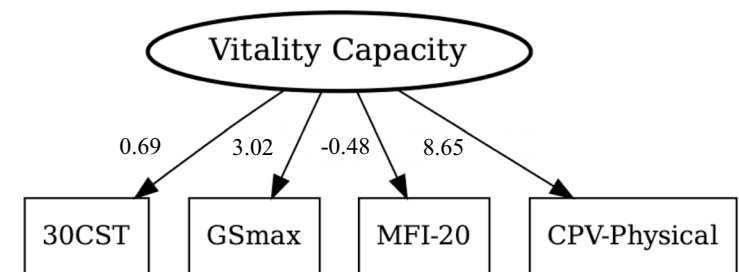 Vitality Capacity
0.69
3.02
-0.48
8.65
30CST
GSmax
MFI-20
CPV-Physical